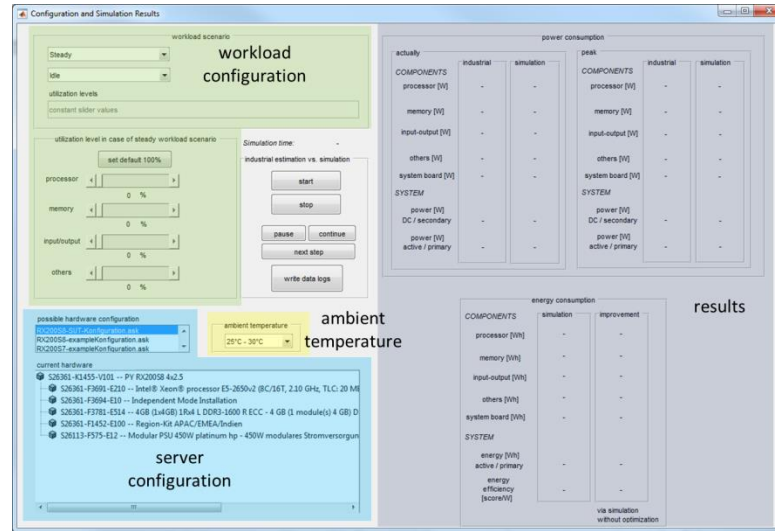 Configuration and Simulation Results
workload scenario
Steady
Idle
utilization levels
constant slider values
workload
configuration
utilization level in case of steady workload scenario
set default 100%
processor
0 %
memory
0 %
input/output
0 %
others
0 %
Simulation time: -
industrial estimation vs. simulation
start
stop
pause continue
next step
write data logs
possible hardware configuration
RX200S8-SUT-Konfiguration.ask
RX200S8-exampleKonfiguration.ask
RX200S7-exampleKonfiguration.ask
ambient temperature
25°C - 30°C
ambient
temperature
current hardware
S26361-K1455-V101 -- PY RX200S8 4x2.5
S26361-F3691-E210 -- Intel® Xeon® processor E5-2650v2 (8C/16T, 2.10 GHz, TLC: 20 MB
S26361-F3694-E10 -- Independent Mode Installation
S26361-F3781-E514 -- 4GB (1x4GB) 1Rx4 L DDR3-1600 R ECC - 4 GB (1 module(s) 4 GB) D
S26361-F1452-E100 -- Region-Kit APAC/EMEA/Indien
S26113-F575-E12 -- Modular PSU 450W platinum hp - 450W modulares Stromversorgun
server
configuration
power consumption
actually
industrial simulation
COMPONENTS
processor [W] - -
memory [W] - -
input-output [W] - -
others [W] - -
system board [W] - -
SYSTEM
power [W]
DC / secondary - -
power [W]
active / primary - -
peak
industrial simulation
COMPONENTS
processor [W] - -
memory [W] - -
input-output [W] - -
others [W] - -
system board [W] - -
SYSTEM
power [W]
DC / secondary - -
power [W]
active / primary - -
results
energy consumption
COMPONENTS simulation improvement
processor [Wh] - -
memory [Wh] - -
input-output [Wh] - -
others [Wh] - -
system board [Wh] - -
SYSTEM
energy [Wh]
active / primary - -
energy
efficiency
[score/W] - -
via simulation
without optimization